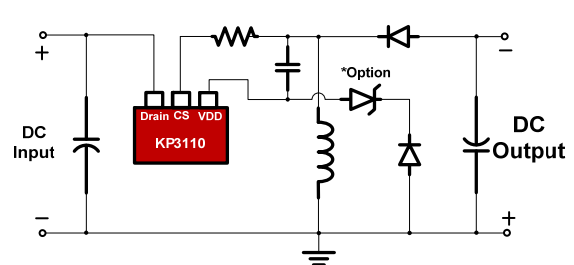 +
−
*Option
Drain CS VDD
KP3110
DC
Input
DC
Output
−
+